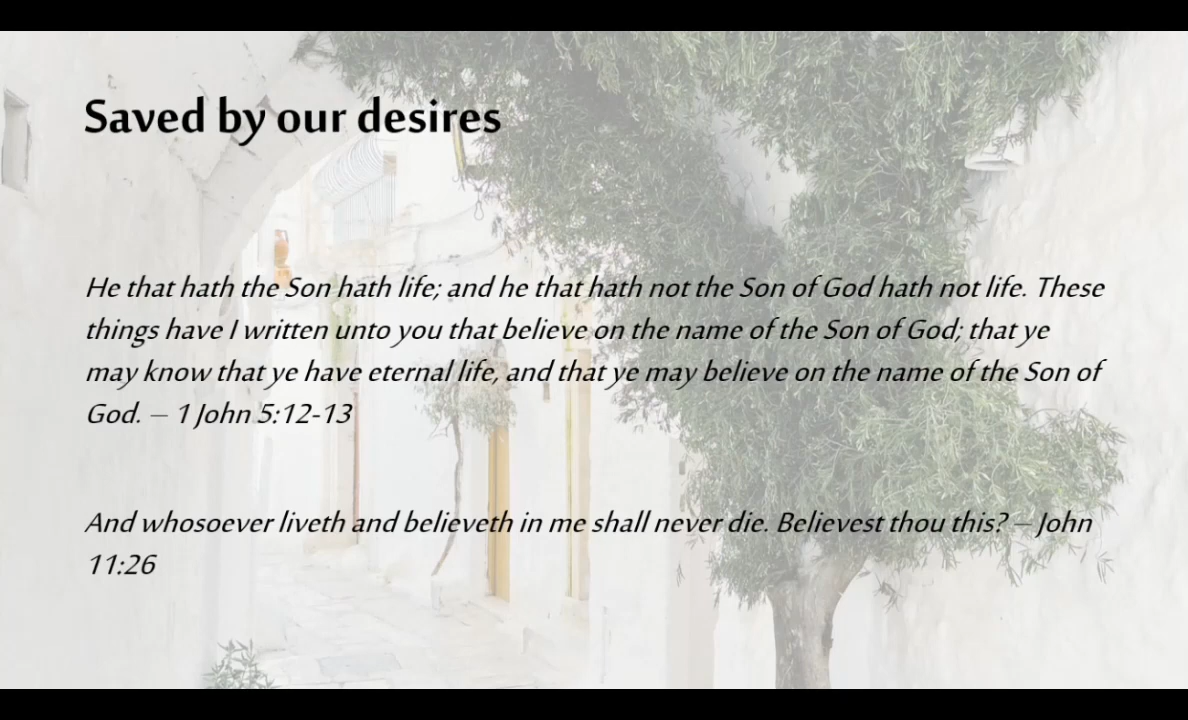 Saved by our desires
He that hath the Son hath life; and he that hath not the Son of God hath not life. These
things have I written unto you that believe on the name of the Son of God; that ye
may know that ye have eternal life, and that ye may believe on the name of the Son of
God. – 1 John 5:12-13
And whosoever liveth and believeth in me shall never die. Believest thou this? – John
11:26